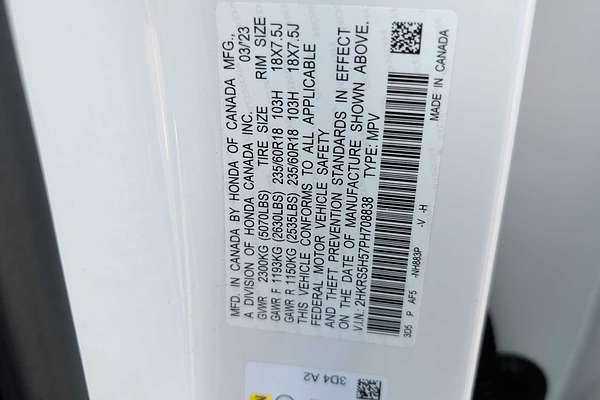 MFD. IN CANADA BY HONDA OF CANADA MFG.,
A DIVISION OF HONDA CANADA INC. 03/23
GVWR 2300KG (5070LBS) TIRE SIZE RIM SIZE
GAWR F 1193KG (2630LBS) 235/60R18 103H 18X7.5J
GAWR R 1150KG (2535LBS) 235/60R18 103H 18X7.5J
THIS VEHICLE CONFORMS TO ALL APPLICABLE
FEDERAL MOTOR VEHICLE SAFETY
AND THEFT PREVENTION STANDARDS IN EFFECT
ON THE DATE OF MANUFACTURE SHOWN ABOVE.
V.I.N.: 2HKRS5H57PH708838 TYPE: MPV
3D5 P AF5 -NH883P -V -H MADE IN CANADA
3D4 A2